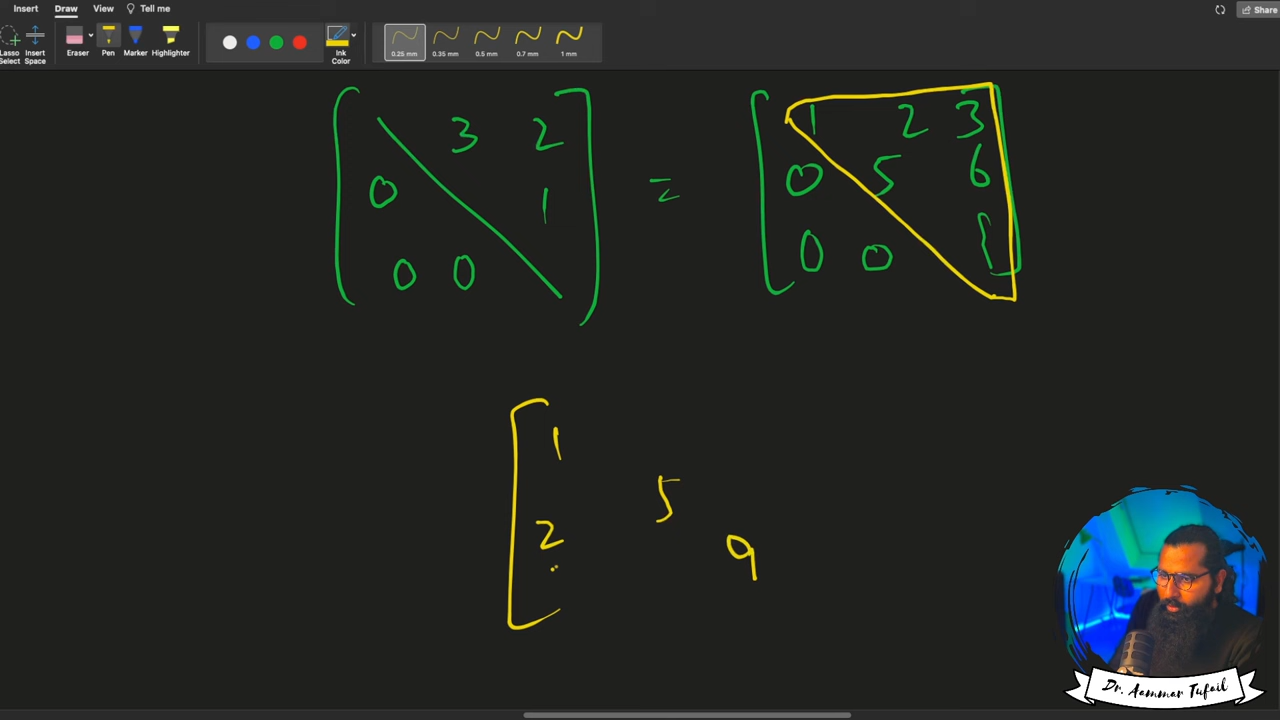 Insert Draw View Tell me Share
Lasso Select Insert Space Eraser Pen Marker Highlighter Ink Color 0.25 mm 0.35 mm 0.5 mm 0.7 mm 1 mm
3 2 1 2 3
0 1 = 0 5 6
0 0 0 0
1
5
2 9
Dr. Aammar Tufail